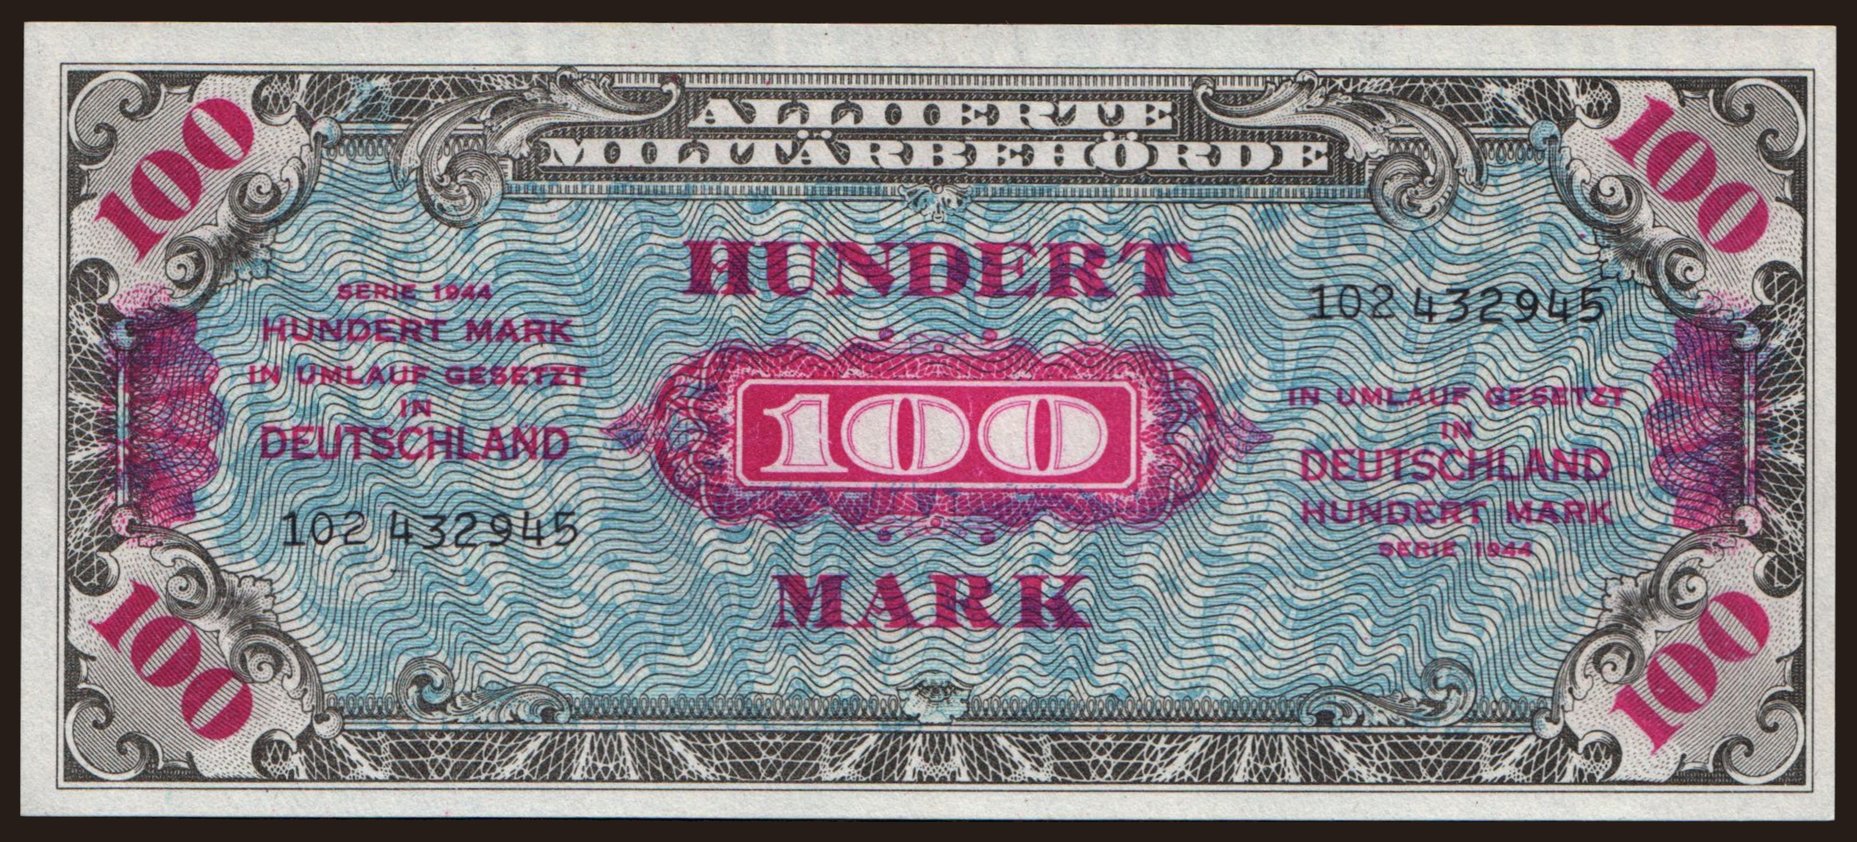 100
ALLIIERTE
MILITÄRBEHÖRDE
100
HUNDERT
SERIE 1944
HUNDERT MARK
IN UMLAUF GESETZT
IN
DEUTSCHLAND
102 432945
100
102 432945
IN UMLAUF GESETZT
IN
DEUTSCHLAND
HUNDERT MARK
SERIE 1944
MARK
100
100